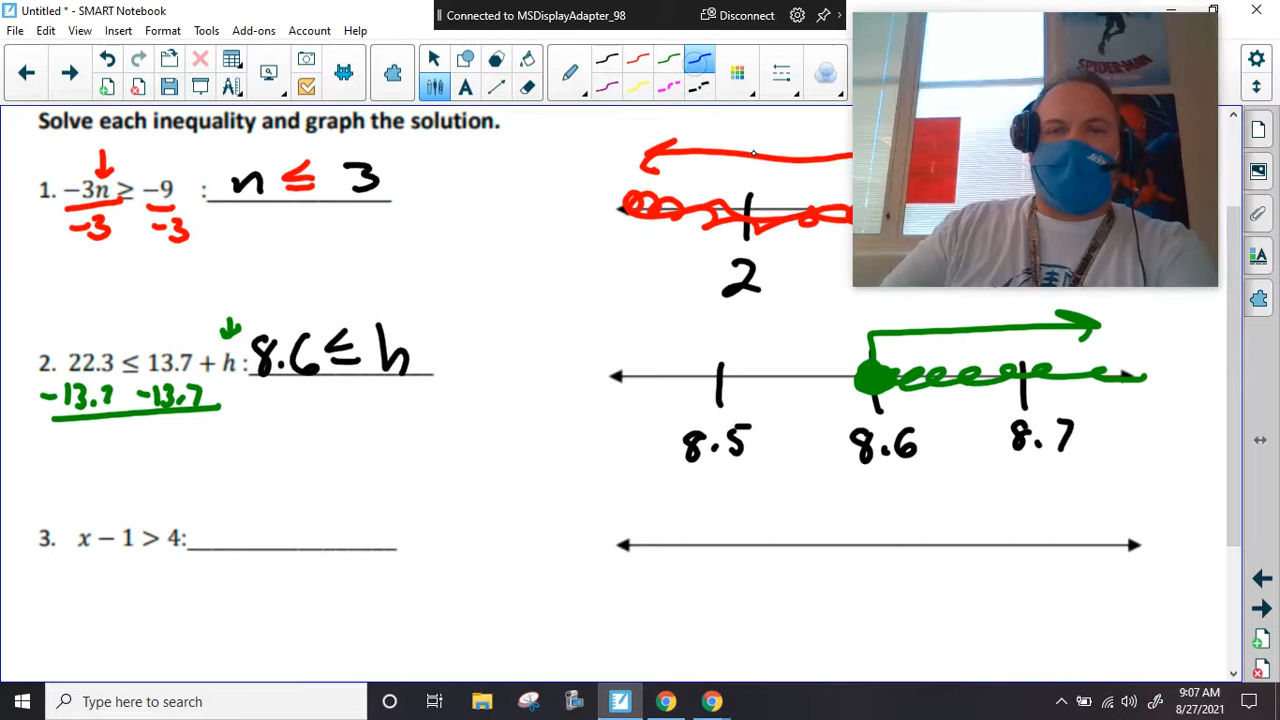 Untitled * - SMART Notebook
Connected to MSDisplayAdapter_98
Disconnect
File Edit View Insert Format Tools Add-ons Account Help
SPIDER-MAN
Solve each inequality and graph the solution.
1. −3n ≥ −9 : n ≤ 3
-3 -3
2
2. 22.3 ≤ 13.7 + h : 8.6 ≤ h
-13.7 -13.7
8.5 8.6 8.7
3. x − 1 > 4:
Type here to search
9:07 AM
8/27/2021